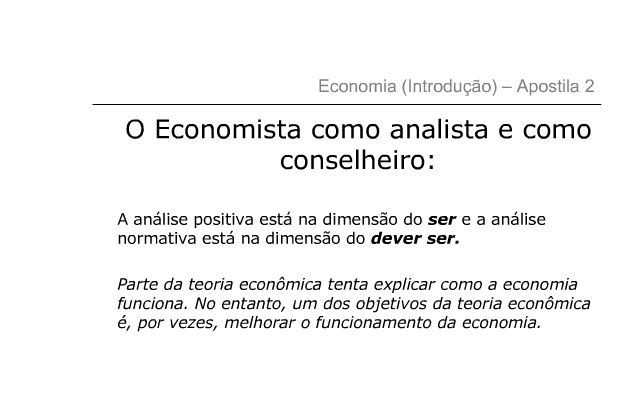 Economia (Introdução) – Apostila 2
O Economista como analista e como
conselheiro:
A análise positiva está na dimensão do ser e a análise
normativa está na dimensão do dever ser.
Parte da teoria econômica tenta explicar como a economia
funciona. No entanto, um dos objetivos da teoria econômica
é, por vezes, melhorar o funcionamento da economia.